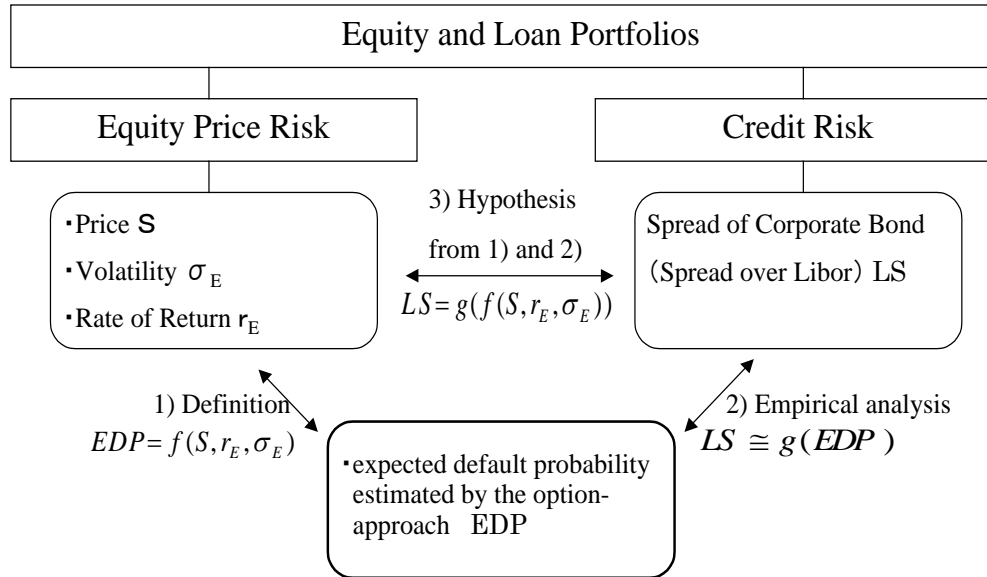 Equity and Loan Portfolios
Equity Price Risk
Credit Risk
・Price S
・Volatility σE
・Rate of Return rE
3) Hypothesis
from 1) and 2)
LS=g(f(S,rE,σE))
Spread of Corporate Bond
（Spread over Libor）LS
1) Definition
EDP=f(S,rE,σE)
2) Empirical analysis
LS ≅ g(EDP)
・expected default probability
estimated by the option-
approach EDP